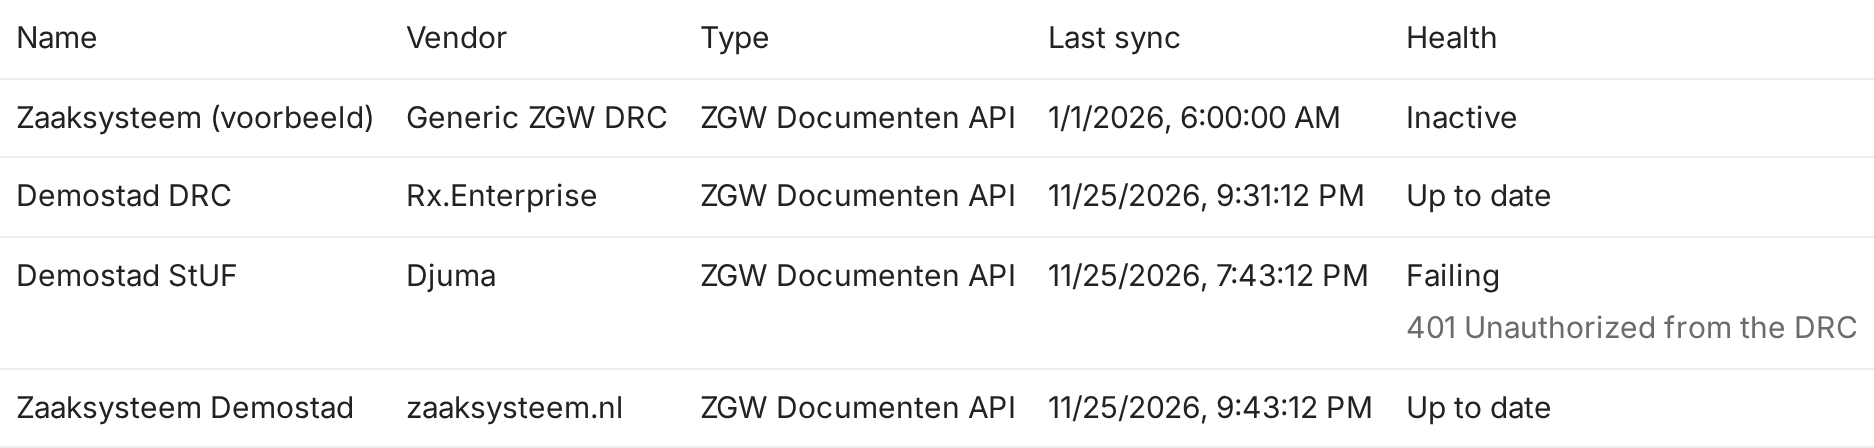 Name Vendor Type Last sync Health
Zaaksysteem (voorbeeld) Generic ZGW DRC ZGW Documenten API 1/1/2026, 6:00:00 AM Inactive
Demostad DRC Rx.Enterprise ZGW Documenten API 11/25/2026, 9:31:12 PM Up to date
Demostad StUF Djuma ZGW Documenten API 11/25/2026, 7:43:12 PM Failing
401 Unauthorized from the DRC
Zaaksysteem Demostad zaaksysteem.nl ZGW Documenten API 11/25/2026, 9:43:12 PM Up to date